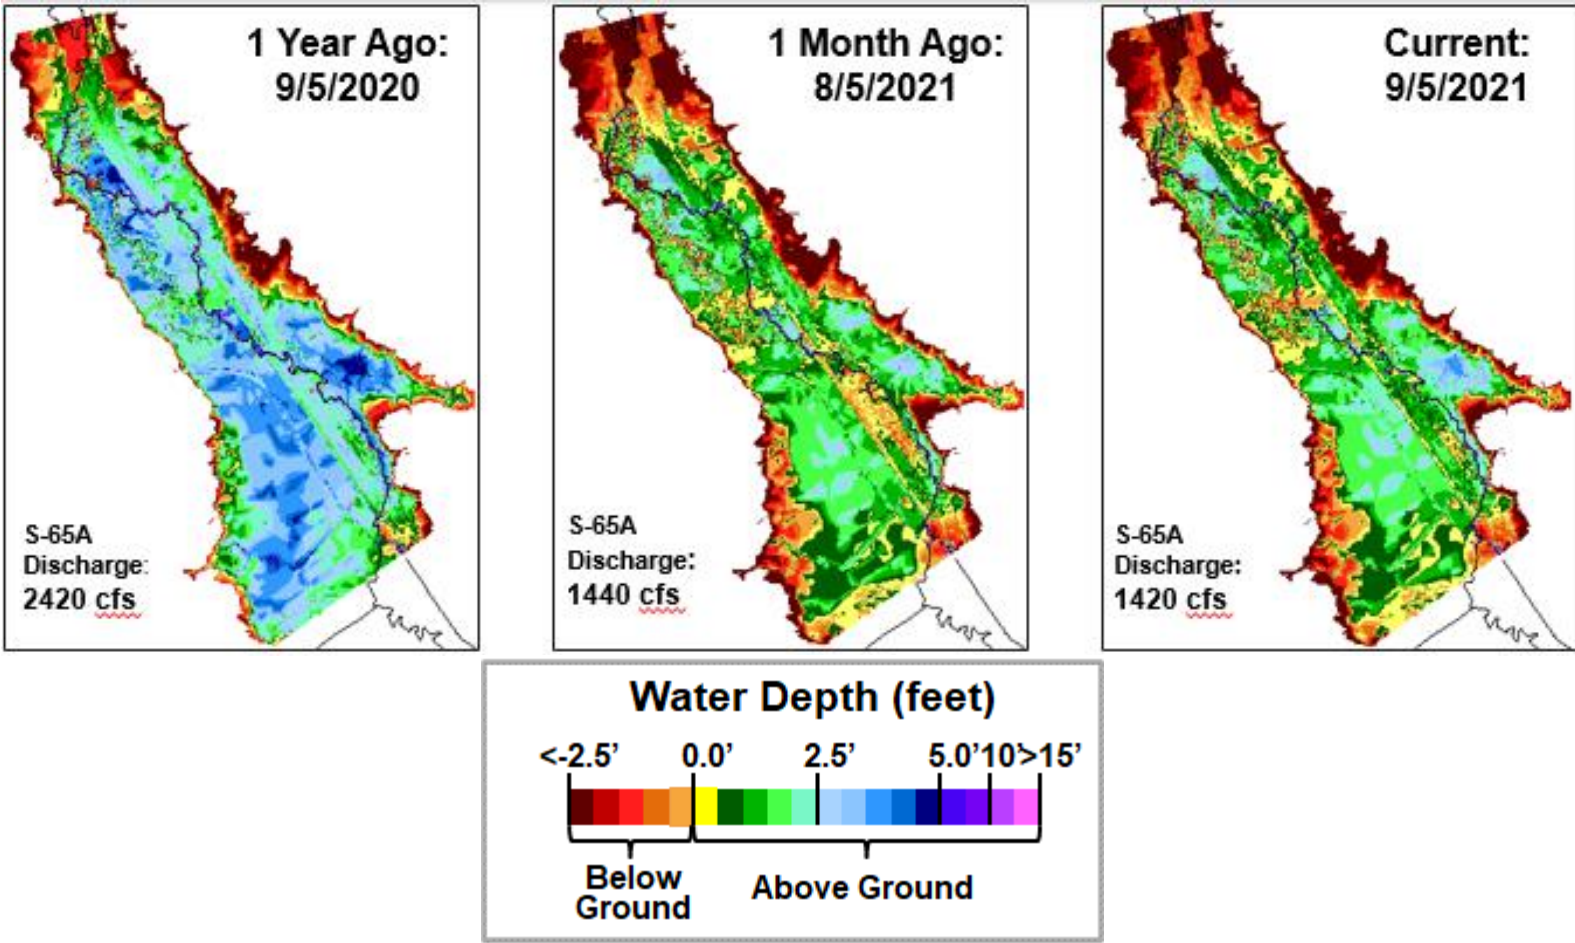 1 Year Ago:
9/5/2020
S-65A
Discharge:
2420 cfs
1 Month Ago:
8/5/2021
S-65A
Discharge:
1440 cfs
Current:
9/5/2021
S-65A
Discharge:
1420 cfs
Water Depth (feet)
<-2.5’ 0.0’ 2.5’ 5.0’10’>15’
Below
Ground
Above Ground